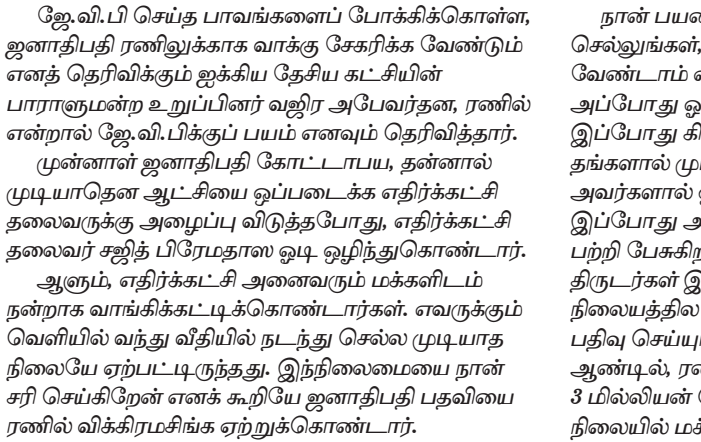 ஜே.வி.பி செய்த பாவங்களைப் போக்கிக்கொள்ள,
ஜனாதிபதி ரணிலுக்காக வாக்கு சேகரிக்க வேண்டும்
எனத் தெரிவிக்கும் ஐக்கிய தேசிய கட்சியின்
பாராளுமன்ற உறுப்பினர் வஜிர அபேவர்தன, ரணில்
என்றால் ஜே.வி.பிக்குப் பயம் எனவும் தெரிவித்தார்.
முன்னாள் ஜனாதிபதி கோட்டாபய, தன்னால்
முடியாதென ஆட்சியை ஒப்படைக்க எதிர்க்கட்சி
தலைவருக்கு அழைப்பு விடுத்தபோது, எதிர்க்கட்சி
தலைவர் சஜித் பிரேமதாஸ ஓடி ஒழிந்துகொண்டார்.
ஆளும், எதிர்க்கட்சி அனைவரும் மக்களிடம்
நன்றாக வாங்கிக்கட்டிக்கொண்டார்கள். எவருக்கும்
வெளியில் வந்து வீதியில் நடந்து செல்ல முடியாத
நிலையே ஏற்பட்டிருந்தது. இந்நிலைமையை நான்
சரி செய்கிறேன் எனக் கூறியே ஜனாதிபதி பதவியை
ரணில் விக்கிரமசிங்க ஏற்றுக்கொண்டார்.
நான்
செல்லுங்கள்,
வேண்டாம்
அப்போது
இப்போது
தங்களால்
அவர்களால்
இப்போது
பற்றி
திருடர்கள்
நிலையத்தில
பதிவு
ஆண்டில்,
3 மில்லியன்
நிலையில்